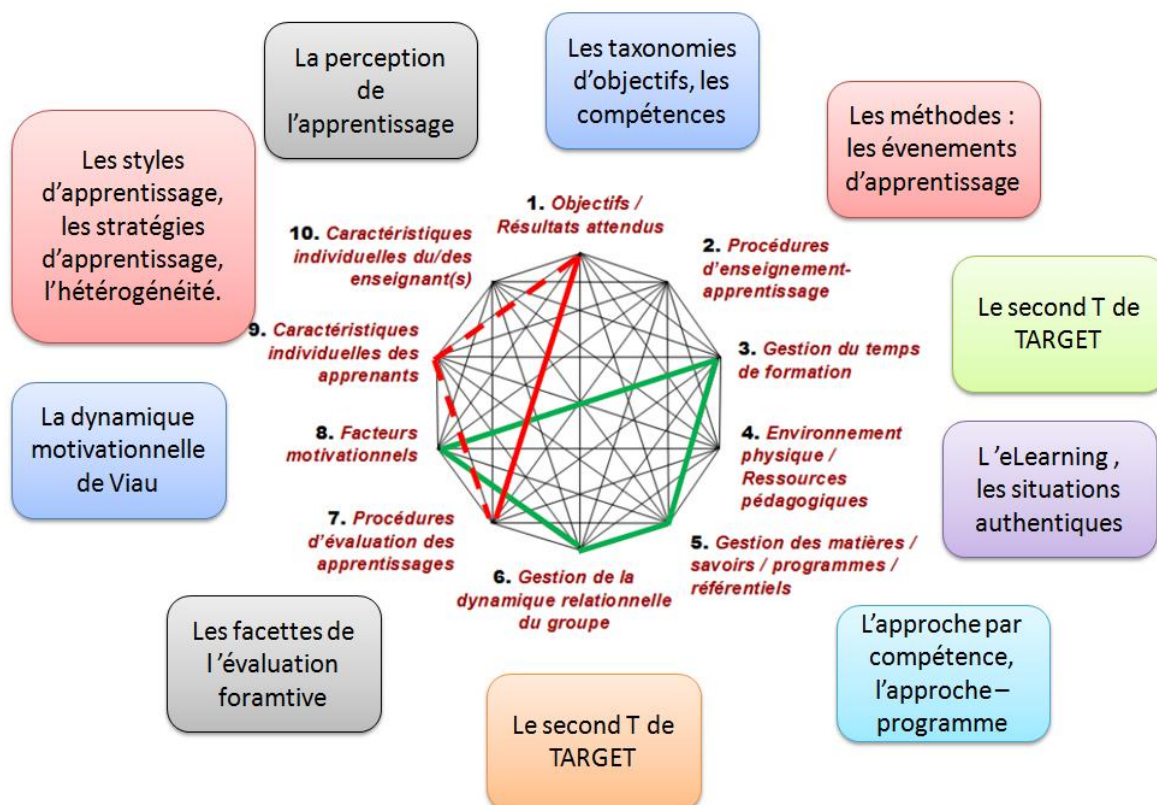 La perception
de
l'apprentissage
Les taxonomies
d'objectifs, les
compétences
Les méthodes :
les évenements
d'apprentissage
Les styles
d'apprentissage,
les stratégies
d'apprentissage,
l'hétérogénéité.
1. Objectifs /
Résultats attendus
10. Caractéristiques
individuelles du/des
enseignant(s)
2. Procédures
d'enseignement-
apprentissage
Le second T de
TARGET
9. Caractéristiques
individuelles des
apprenants
3. Gestion du temps
de formation
La dynamique
motivationnelle
de Viau
8. Facteurs
motivationnels
4. Environnement
physique /
Ressources
pédagogiques
L 'eLearning ,
les situations
authentiques
7. Procédures
d'évaluation des
apprentissages
5. Gestion des matières /
savoirs / programmes /
référentiels
6. Gestion de la
dynamique relationnelle
du groupe
Les facettes de
l 'évaluation
foramtive
Le second T de
TARGET
L'approche par
compétence,
l'approche –
programme